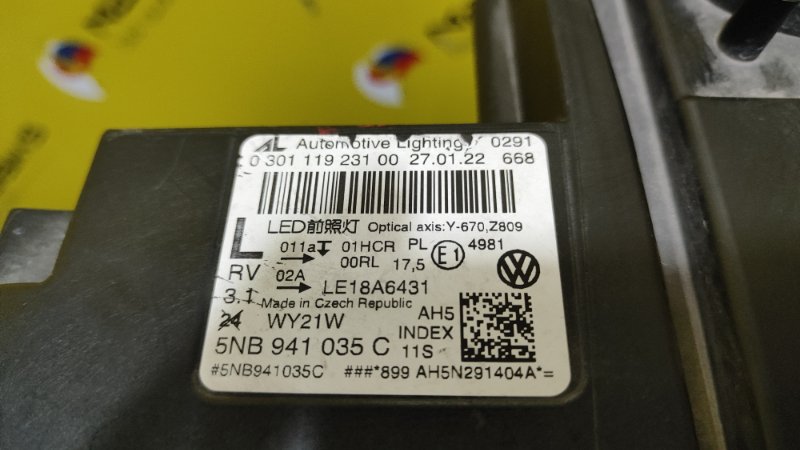 AL Automotive Lighting 0291
0 301 119 231 00 27.01.22 668
LED前照灯 Optical axis:Y-670,Z809
L 011a 01HCR PL E1 4981
00RL 17,5
RV 02A LE18A6431
3.1 Made in Czech Republic
24 WY21W AH5
INDEX
5NB 941 035 C 11S
#5NB941035C ###*899 AH5N291404A*=